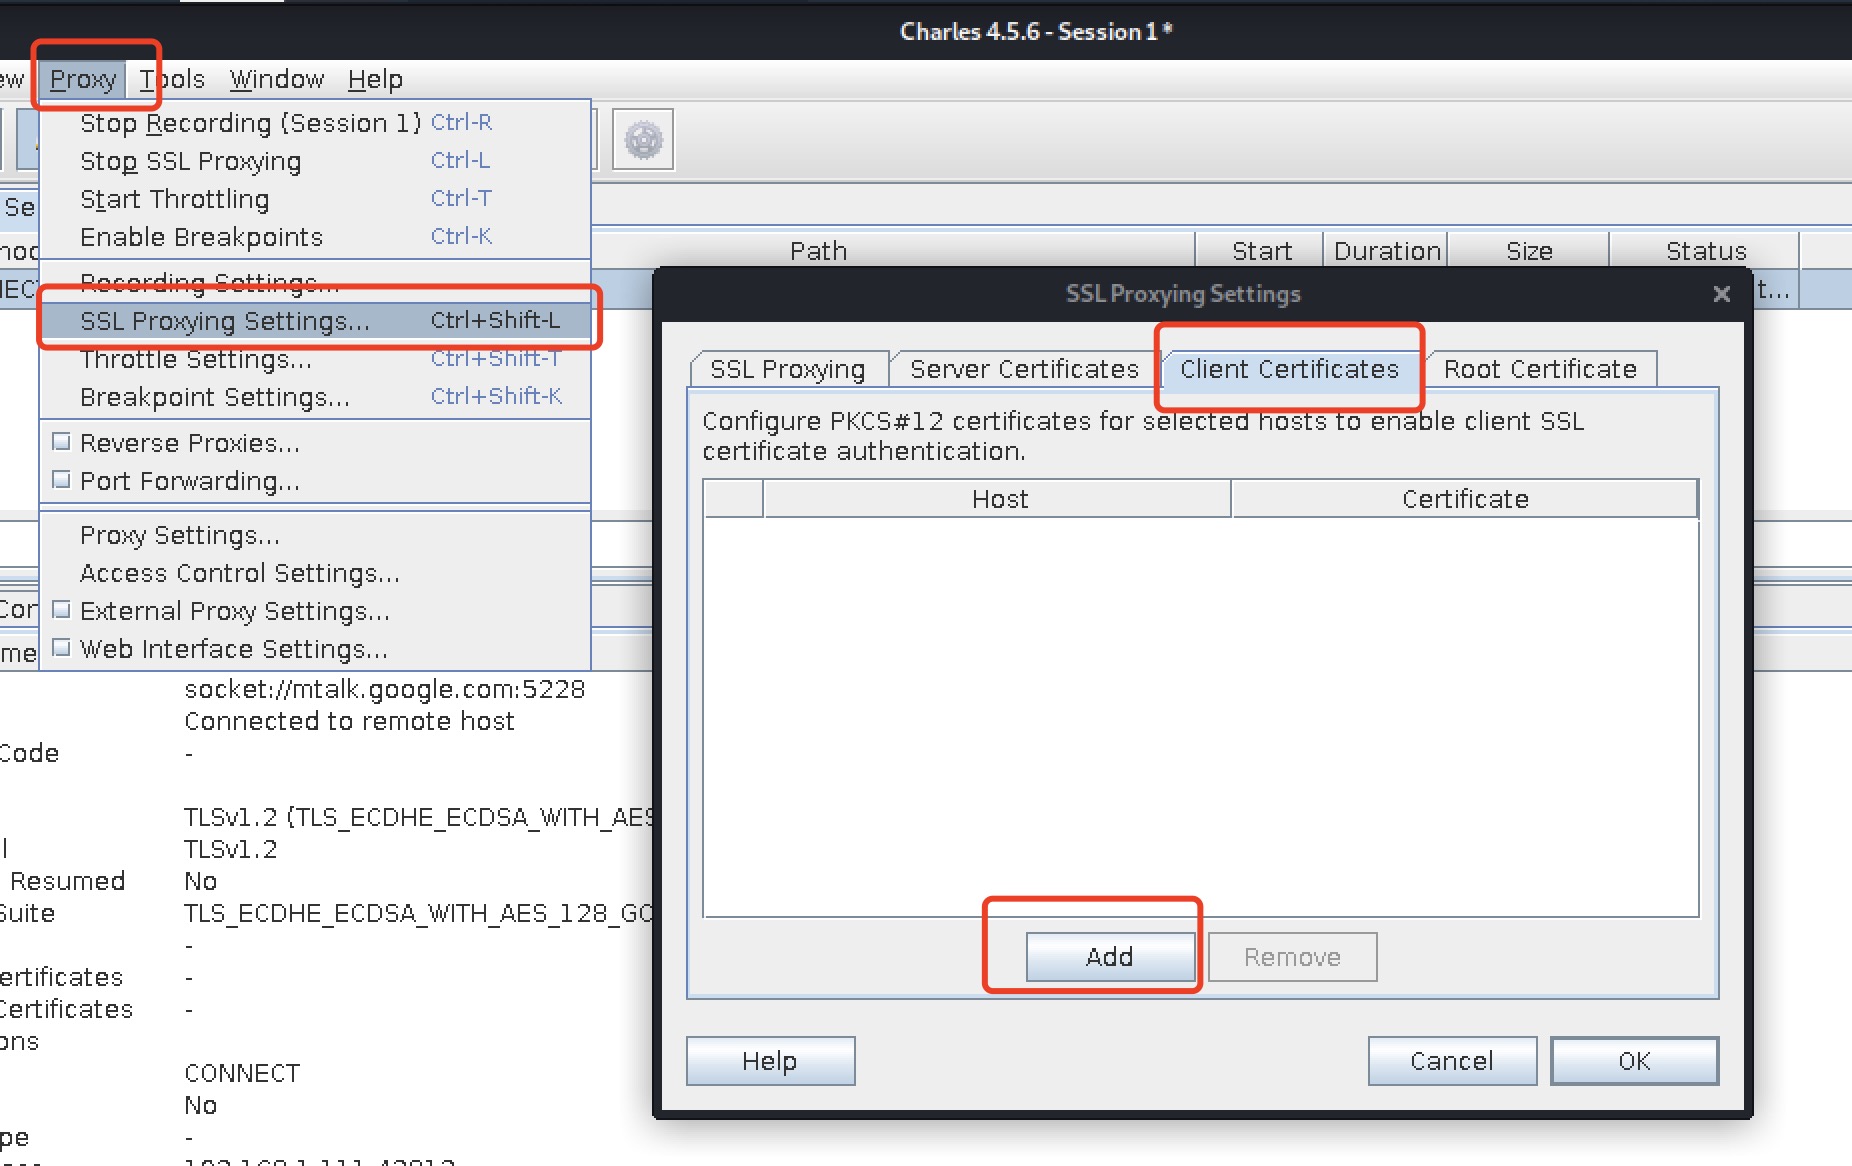 Charles 4.5.6 - Session 1 *
ew Proxy Tools Window Help
Stop Recording (Session 1) Ctrl-R
Stop SSL Proxying Ctrl-L
Start Throttling Ctrl-T
Enable Breakpoints Ctrl-K
Recording Settings...
SSL Proxying Settings... Ctrl+Shift-L
Throttle Settings... Ctrl+Shift-T
Breakpoint Settings... Ctrl+Shift-K
Reverse Proxies...
Port Forwarding...
Proxy Settings...
Access Control Settings...
External Proxy Settings...
Web Interface Settings...
Se
Path Start Duration Size Status
t...
SSL Proxying Settings
SSL Proxying Server Certificates Client Certificates Root Certificate
Configure PKCS#12 certificates for selected hosts to enable client SSL
certificate authentication.
Host Certificate
Add Remove
Help Cancel OK
Cor
me
socket://mtalk.google.com:5228
Connected to remote host
Code -
TLSv1.2 (TLS_ECDHE_ECDSA_WITH_AES
l TLSv1.2
Resumed No
Suite TLS_ECDHE_ECDSA_WITH_AES_128_GC
-
ertificates -
Certificates -
ons
CONNECT
No
pe -